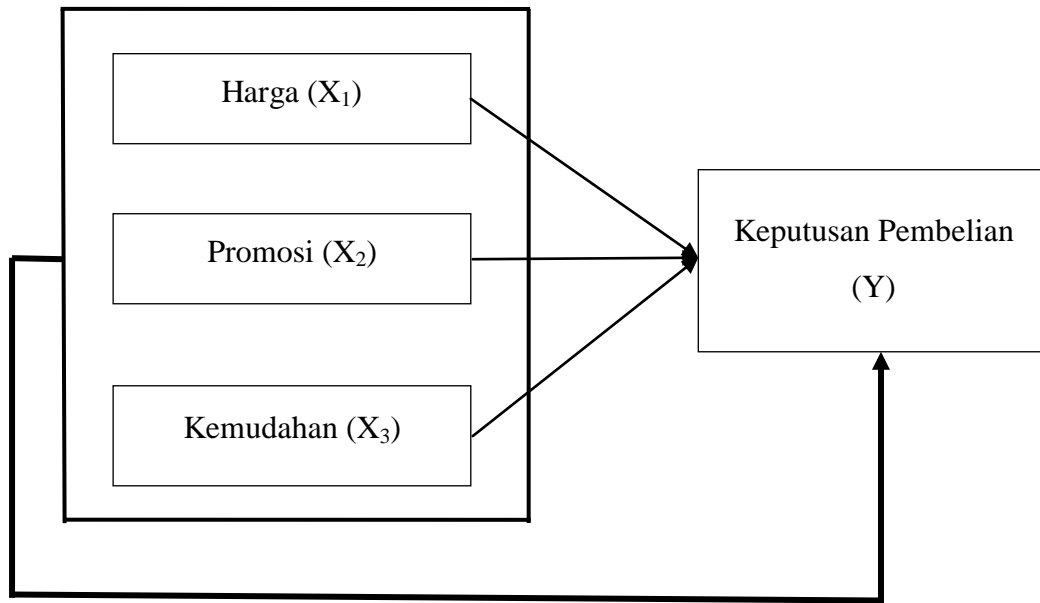 Harga (X₁)
Promosi (X₂)
Kemudahan (X₃)
Keputusan Pembelian
(Y)